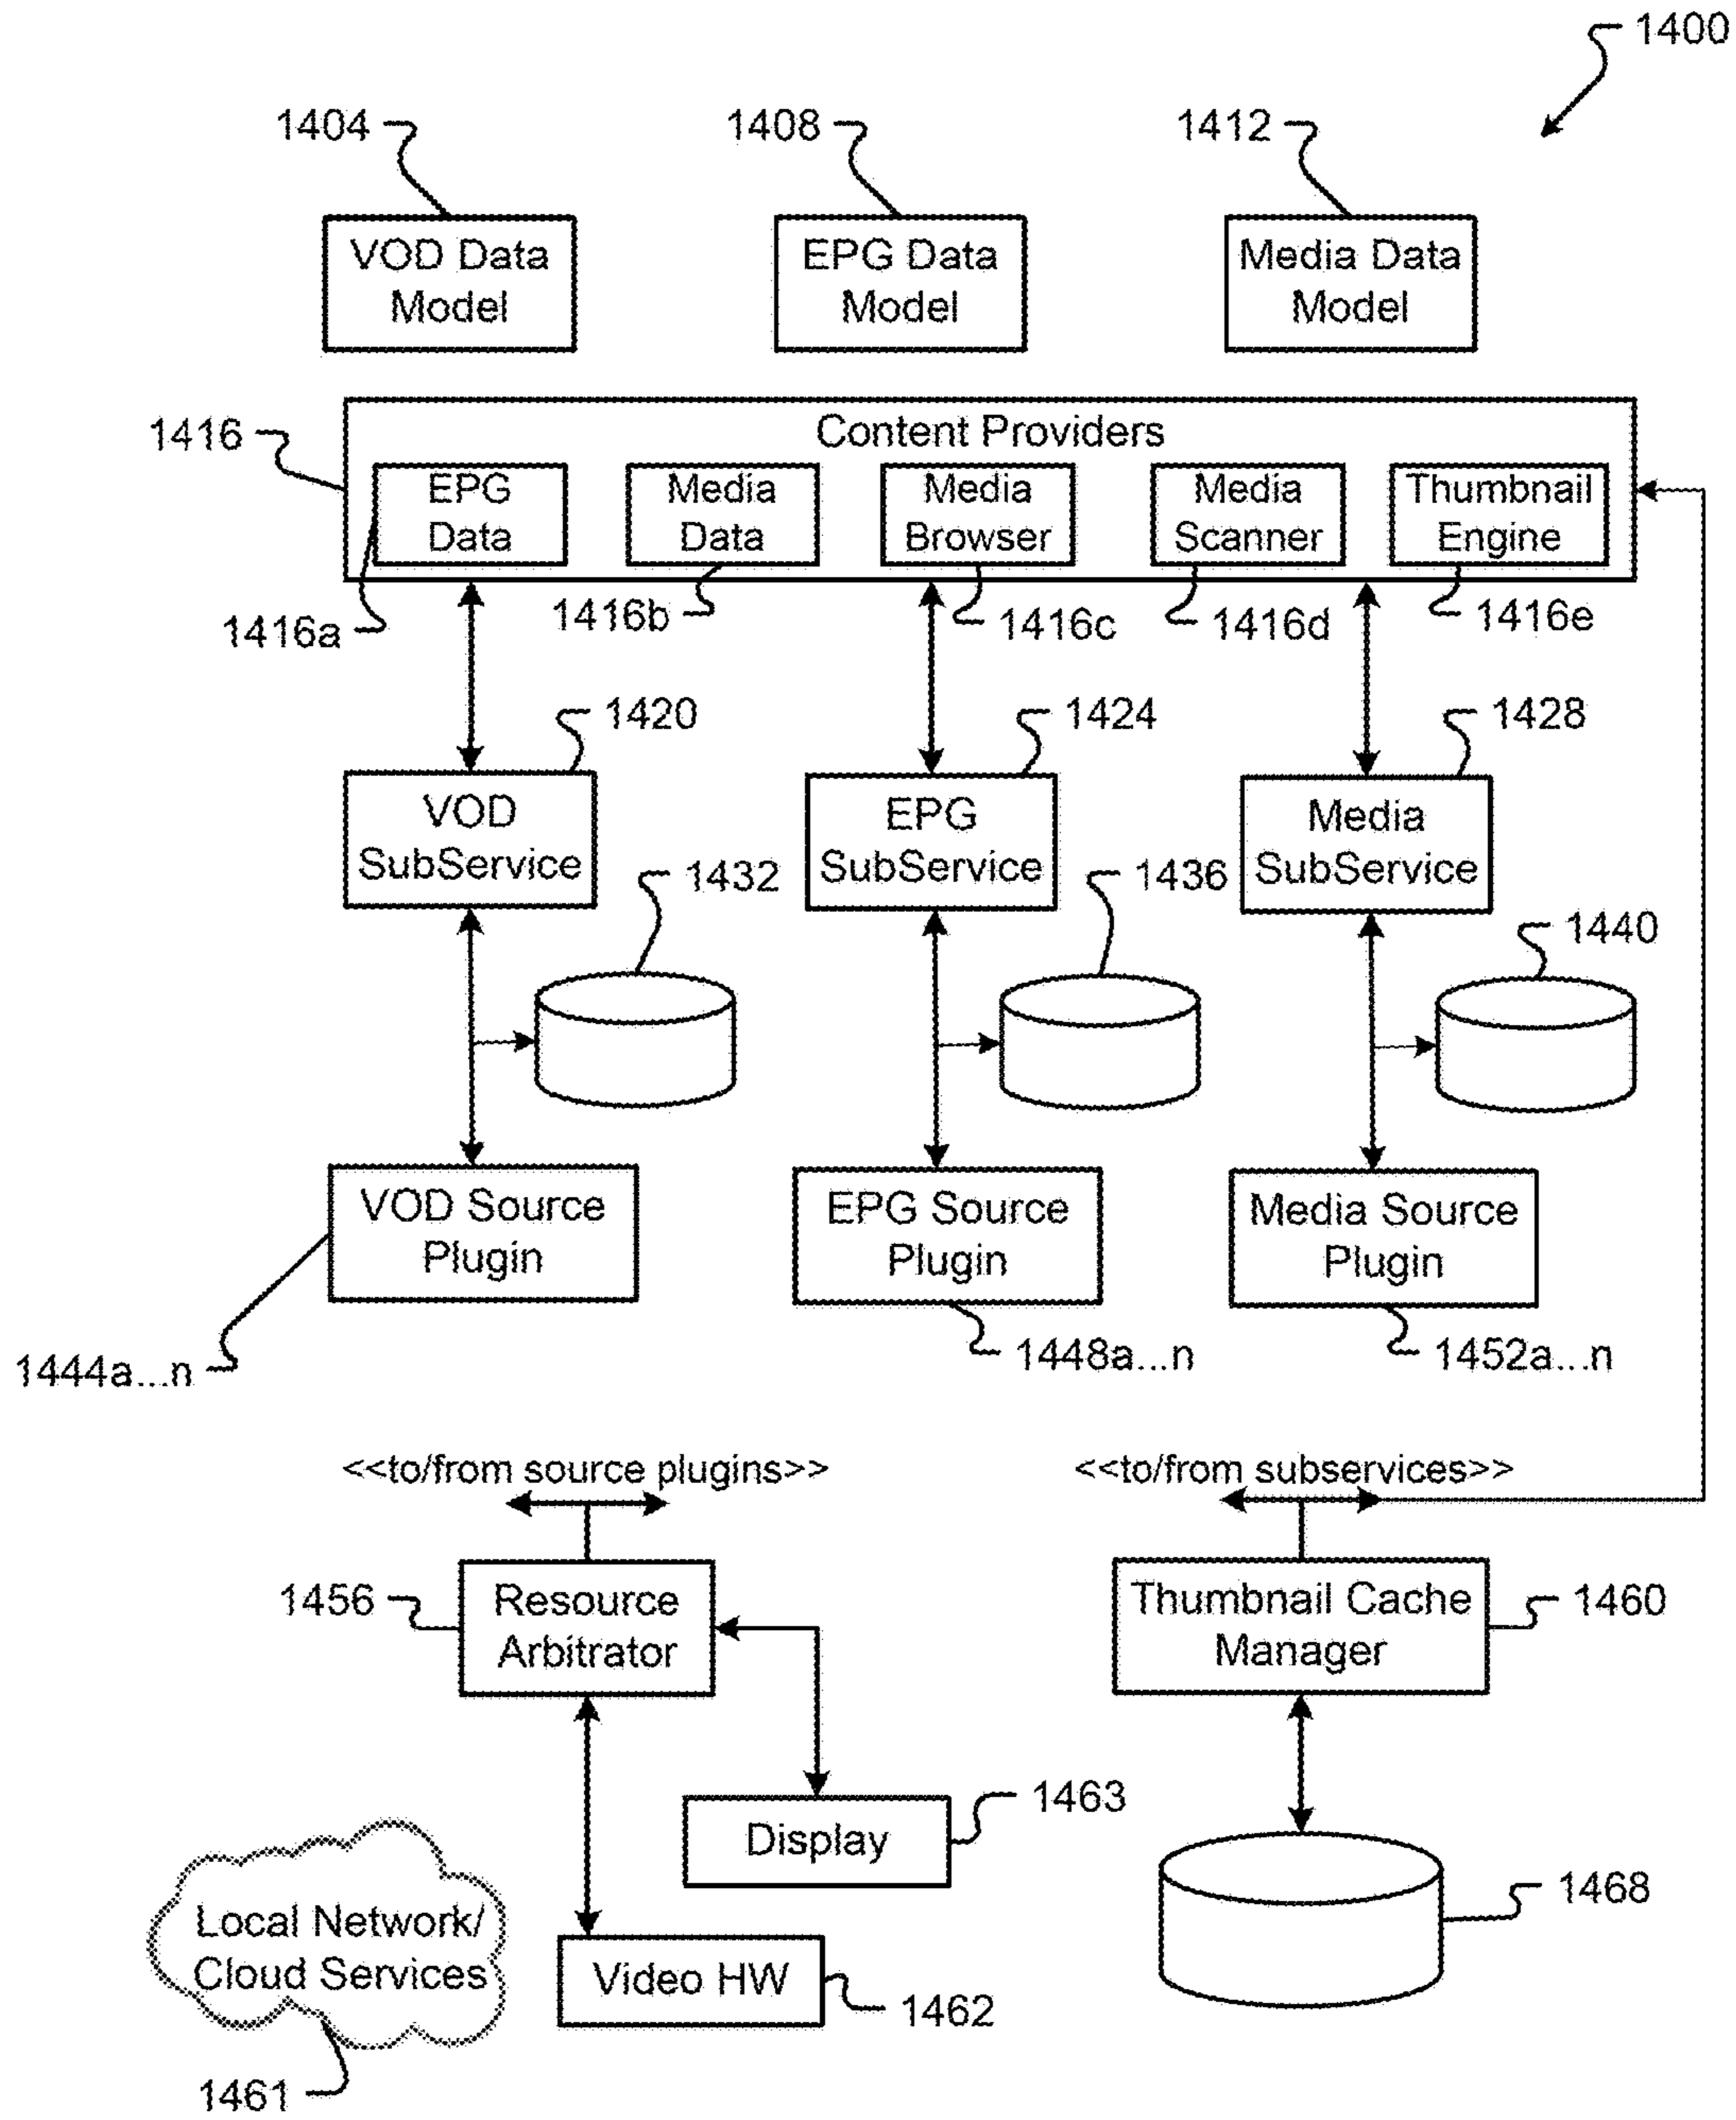 1400
1404
1408
1412
VOD Data
Model
EPG Data
Model
Media Data
Model
1416
Content Providers
EPG
Data
Media
Data
Media
Browser
Media
Scanner
Thumbnail
Engine
1416a
1416b
1416c
1416d
1416e
1420
1424
1428
VOD
SubService
EPG
SubService
Media
SubService
1432
1436
1440
VOD Source
Plugin
EPG Source
Plugin
Media Source
Plugin
1444a...n
1448a...n
1452a...n
<<to/from source plugins>>
<<to/from subservices>>
1456
Resource
Arbitrator
Thumbnail Cache
Manager
1460
Display
1463
Local Network/
Cloud Services
1468
Video HW
1462
1461